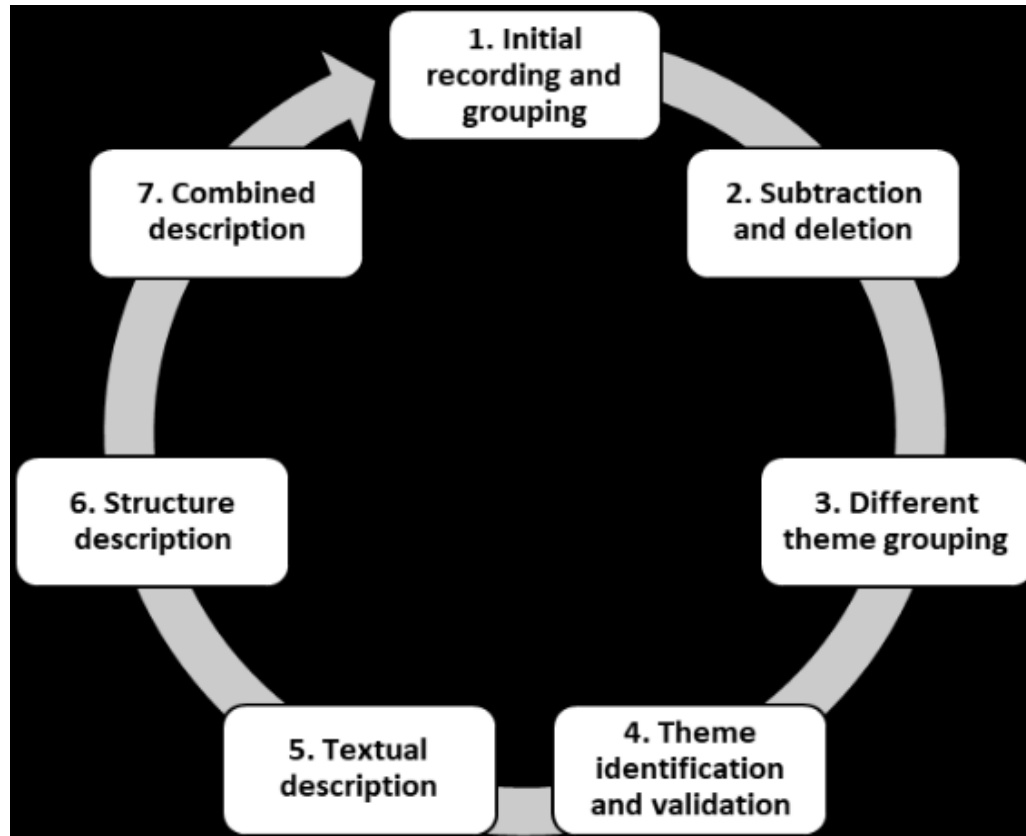 1. Initial
recording and
grouping
2. Subtraction
and deletion
3. Different
theme grouping
4. Theme
identification
and validation
5. Textual
description
6. Structure
description
7. Combined
description